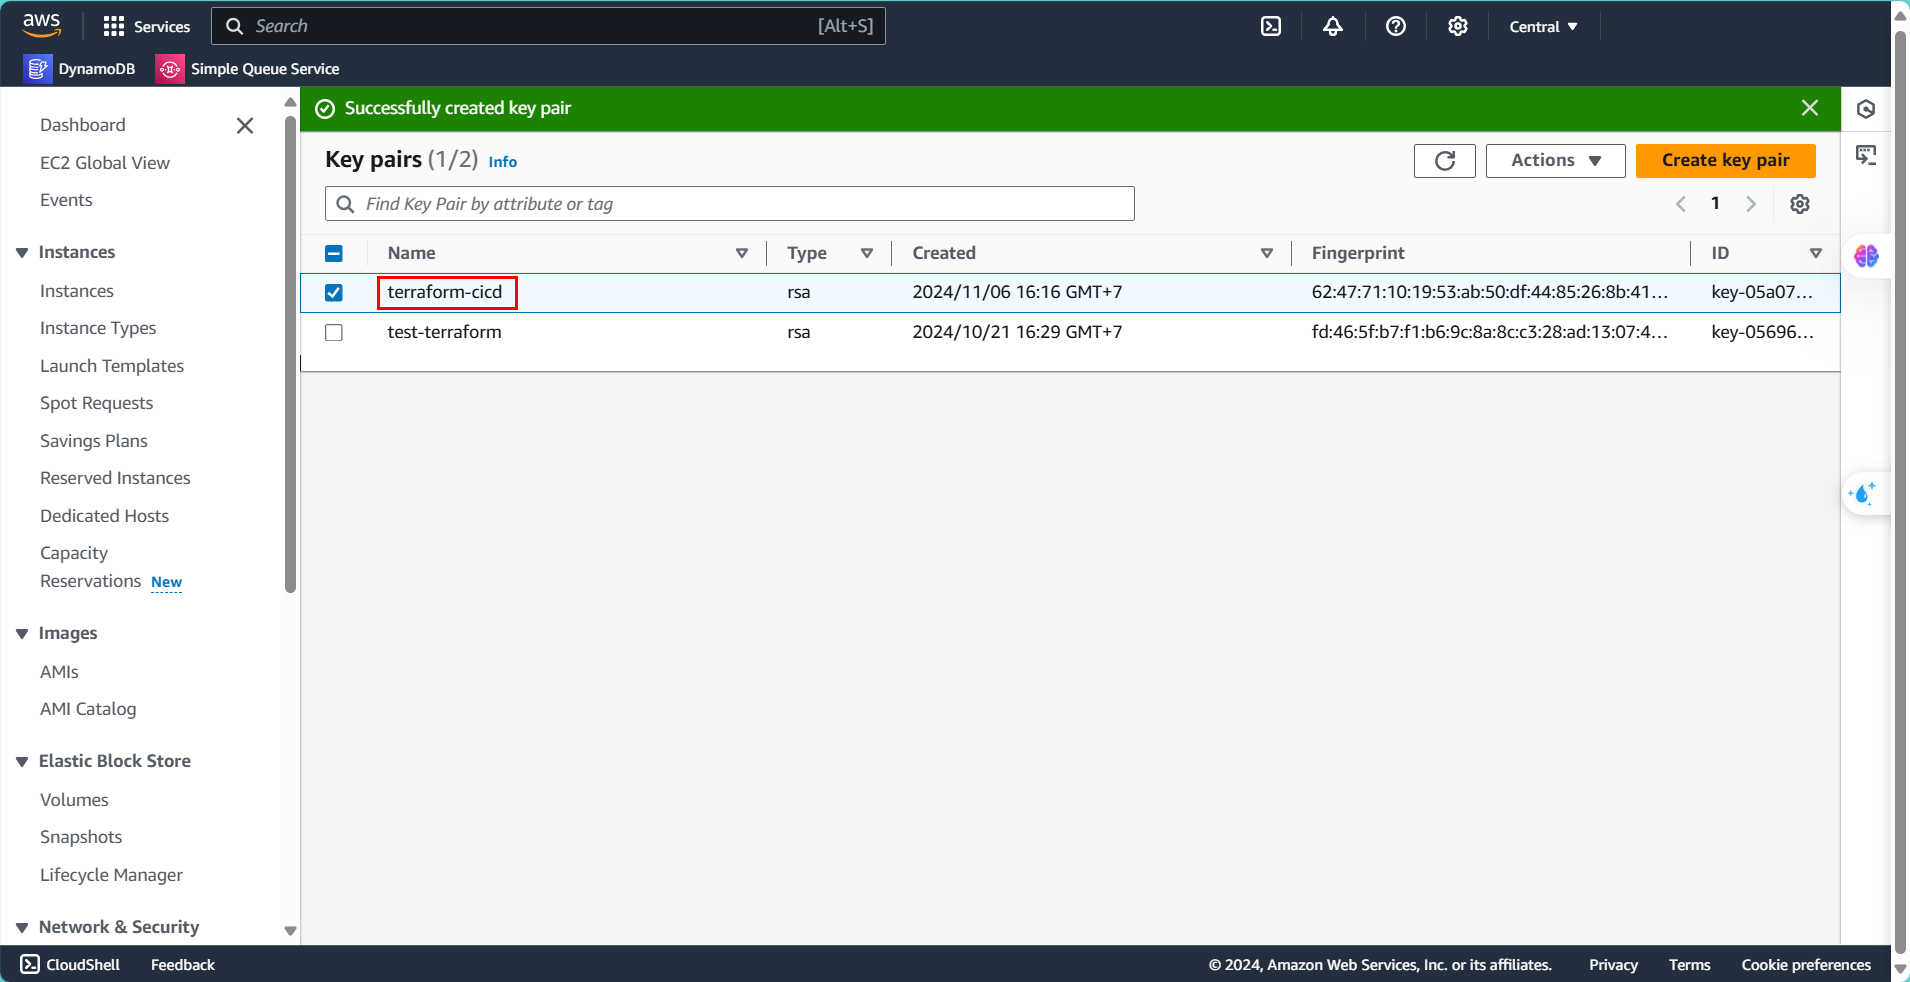 aws
Services
Search
[Alt+S]
Central
DynamoDB
Simple Queue Service
Dashboard
EC2 Global View
Events
Instances
Instances
Instance Types
Launch Templates
Spot Requests
Savings Plans
Reserved Instances
Dedicated Hosts
Capacity
Reservations New
Images
AMIs
AMI Catalog
Elastic Block Store
Volumes
Snapshots
Lifecycle Manager
Network & Security
Successfully created key pair
Key pairs (1/2) Info
Actions
Create key pair
Find Key Pair by attribute or tag
1
Name Type Created Fingerprint ID
terraform-cicd rsa 2024/11/06 16:16 GMT+7 62:47:71:10:19:53:ab:50:df:44:85:26:8b:41... key-05a07...
test-terraform rsa 2024/10/21 16:29 GMT+7 fd:46:5f:b7:f1:b6:9c:8a:8c:c3:28:ad:13:07:4... key-05696...
CloudShell Feedback © 2024, Amazon Web Services, Inc. or its affiliates. Privacy Terms Cookie preferences